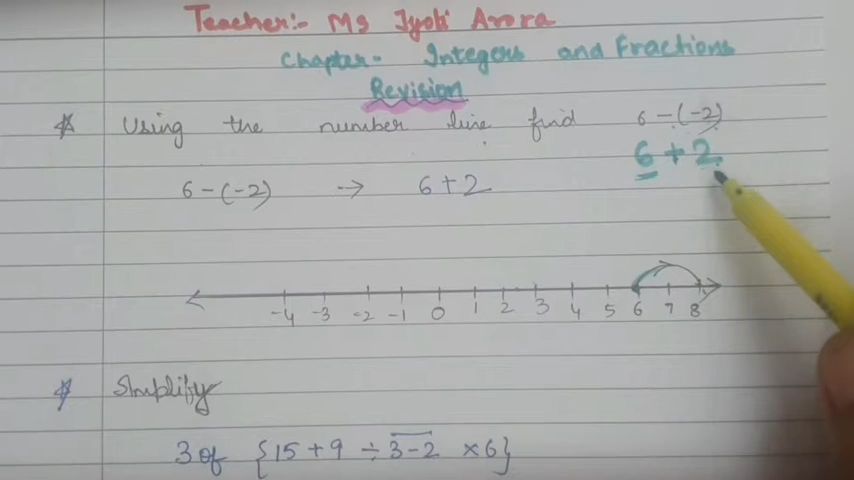 Teacher:- Ms Jyoti Arora
Chapter- Integers and Fractions
Revision
☆ Using the number line find 6 - (-2)
6 + 2
6 - (-2) → 6 + 2
-4 -3 -2 -1 0 1 2 3 4 5 6 7 8
☆ Simplify
3 of {15 + 9 ÷ 3̅ ̅-̅ ̅2̅ × 6}